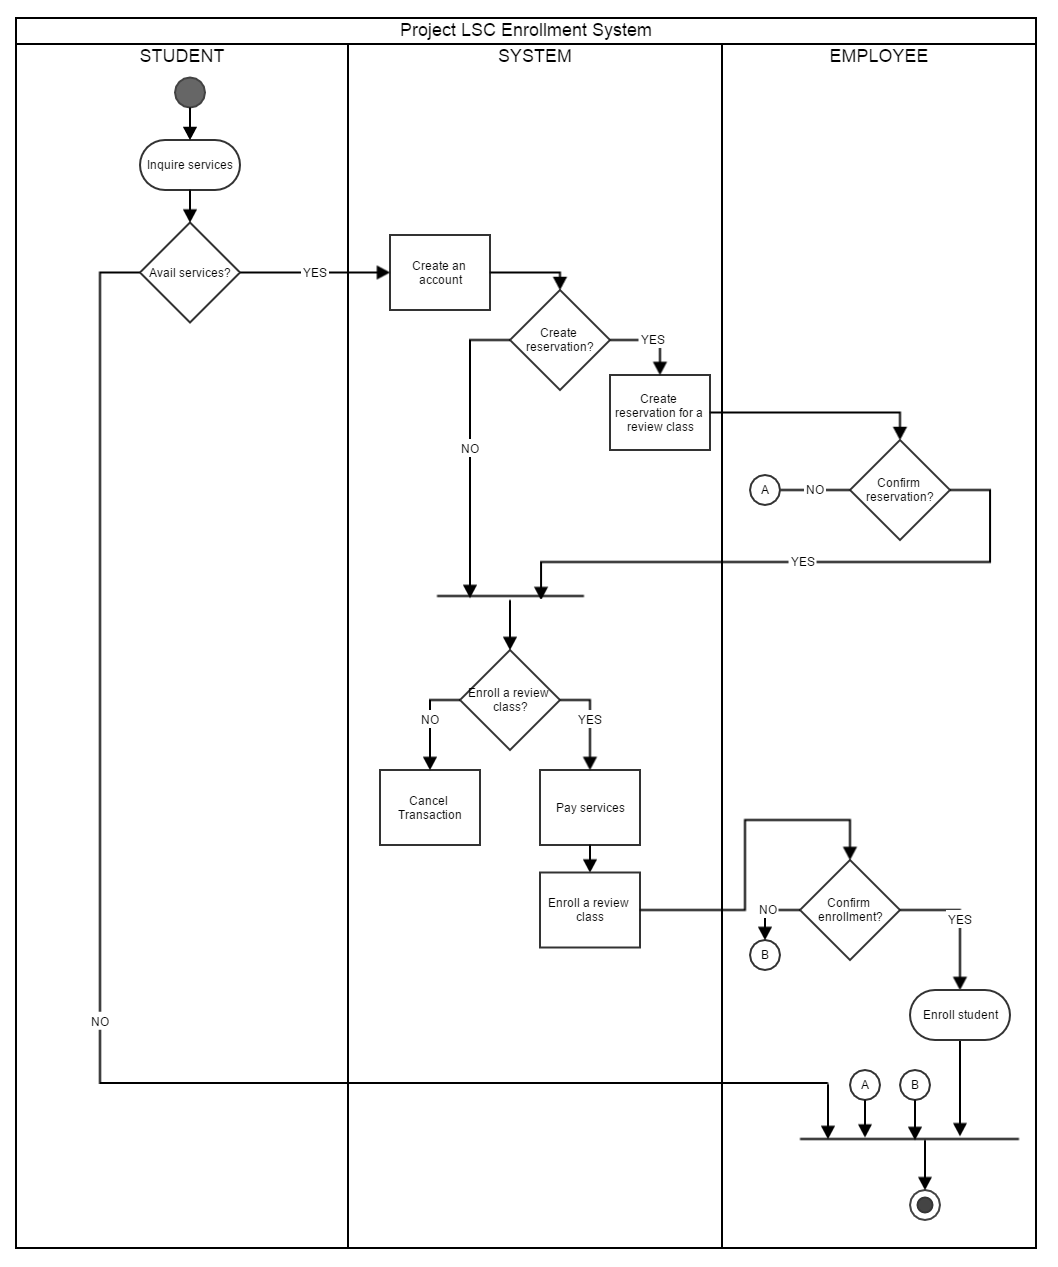 Project LSC Enrollment System
STUDENT
SYSTEM
EMPLOYEE
Inquire services
Avail services?
YES
Create an
account
Create
reservation?
YES
Create
reservation for a
review class
NO
A
NO
Confirm
reservation?
YES
Enroll a review
class?
NO
YES
Cancel
Transaction
Pay services
Enroll a review
class
NO
Confirm
enrollment?
YES
B
Enroll student
NO
A
B